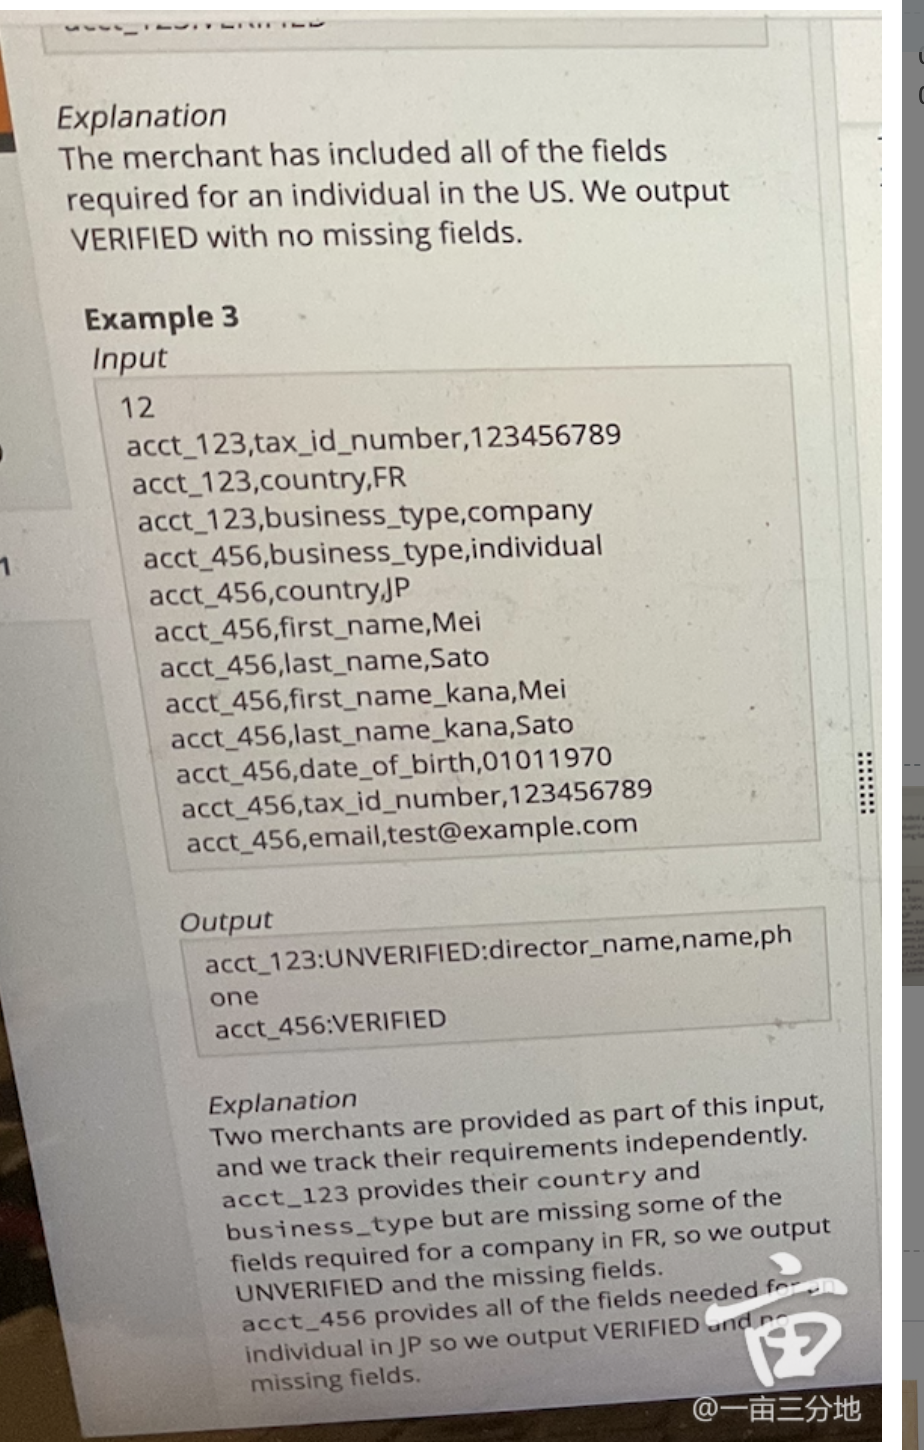 Explanation
The merchant has included all of the fields
required for an individual in the US. We output
VERIFIED with no missing fields.
Example 3
Input
12
acct_123,tax_id_number,123456789
acct_123,country,FR
acct_123,business_type,company
acct_456,business_type,individual
acct_456,country,JP
acct_456,first_name,Mei
acct_456,last_name,Sato
acct_456,first_name_kana,Mei
acct_456,last_name_kana,Sato
acct_456,date_of_birth,01011970
acct_456,tax_id_number,123456789
acct_456,email,test@example.com
Output
acct_123:UNVERIFIED:director_name,name,ph
one
acct_456:VERIFIED
Explanation
Two merchants are provided as part of this input,
and we track their requirements independently.
acct_123 provides their country and
business_type but are missing some of the
fields required for a company in FR, so we output
UNVERIFIED and the missing fields.
acct_456 provides all of the fields needed for an
individual in JP so we output VERIFIED and no
missing fields.
亩
@一亩三分地